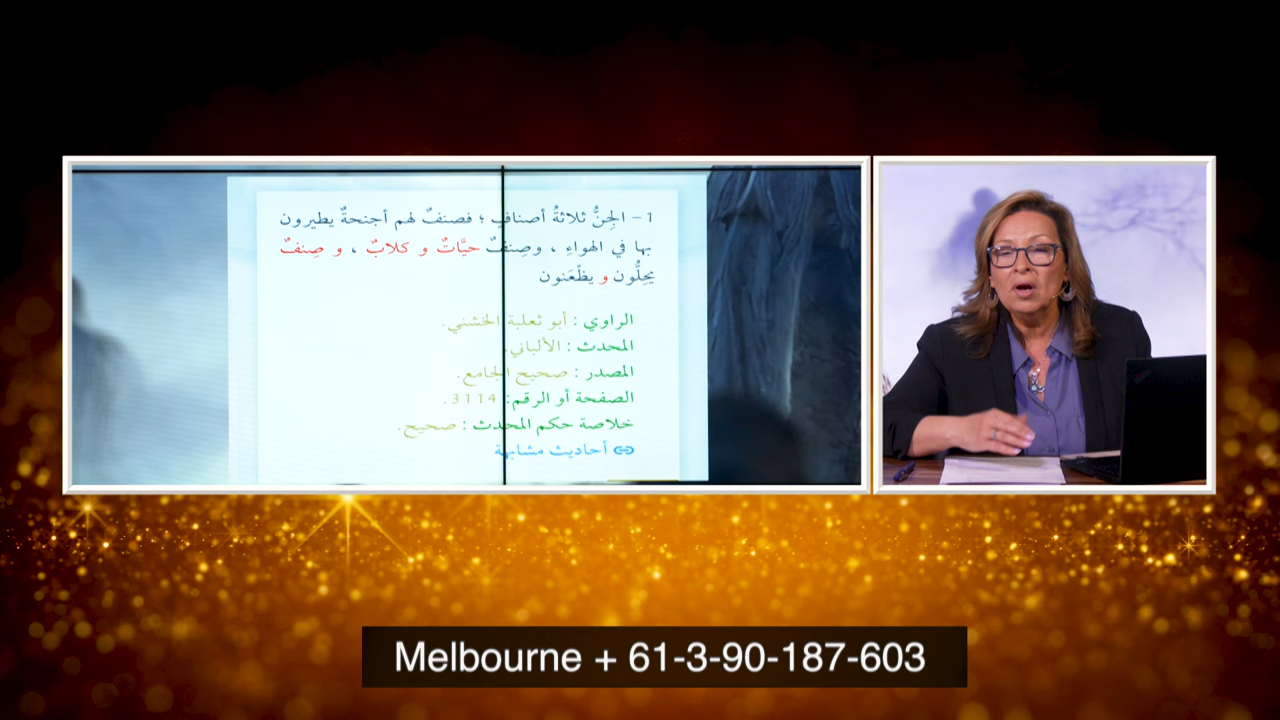 1- الجِنُّ ثلاثةُ أصنافٍ ؛ فصنفٌ لهم أجنحةٌ يطيرون
بها في الهواءِ ، وصِنفٌ حيَّاتٌ و كلابٌ ، و صِنفٌ
يحِلُّون و يظْعَنون
الراوي : أبو ثعلبة الخشني.
المحدث : الألباني.
المصدر : صحيح الجامع.
الصفحة أو الرقم: 3114.
خلاصة حكم المحدث : صحيح.
أحاديث مشابهة
Melbourne + 61-3-90-187-603